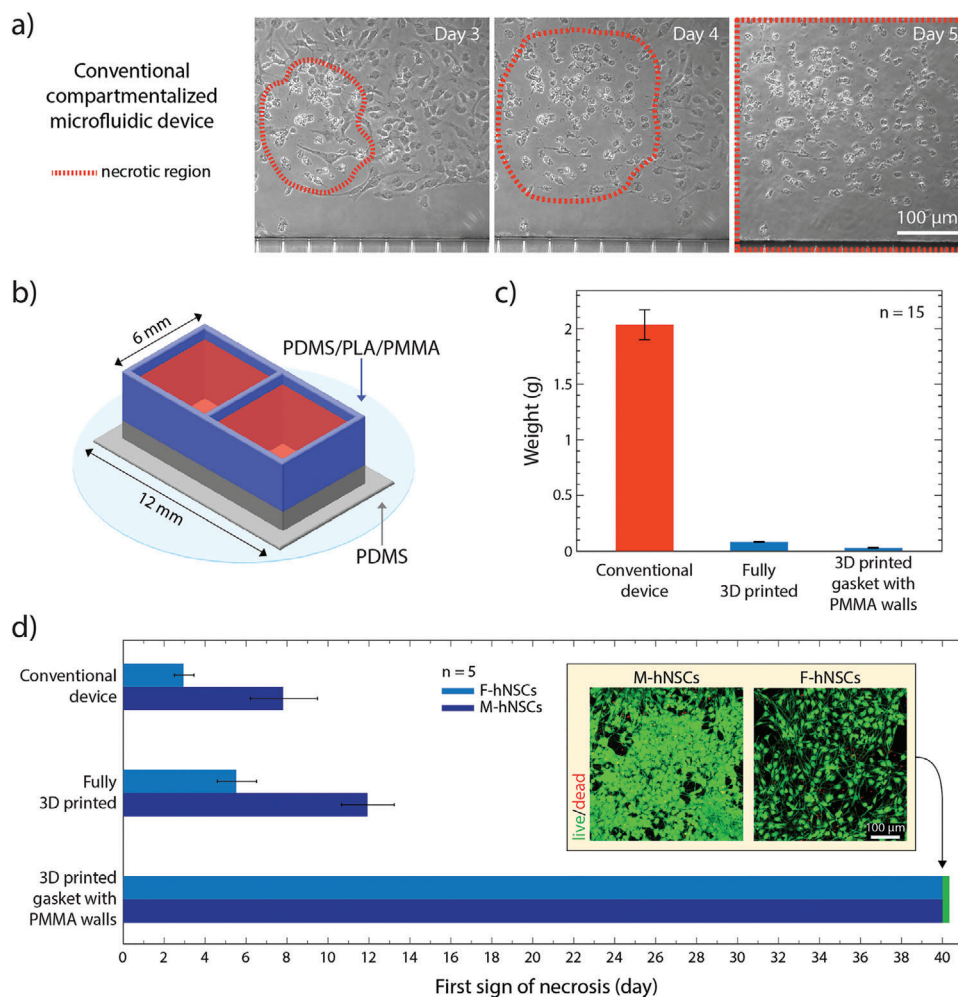 a)
Conventional
compartmentalized
microfluidic device
necrotic region
Day 3
Day 4
Day 5
100 µm
b)
6 mm
PDMS/PLA/PMMA
12 mm
PDMS
c)
n = 15
Weight (g)
2
1.5
1
0.5
0
Conventional
device
Fully
3D printed
3D printed
gasket with
PMMA walls
d)
Conventional
device
Fully
3D printed
3D printed
gasket with
PMMA walls
n = 5
F-hNSCs
M-hNSCs
M-hNSCs
F-hNSCs
live/dead
100 µm
0 2 4 6 8 10 12 14 16 18 20 22 24 26 28 30 32 34 36 38 40
First sign of necrosis (day)